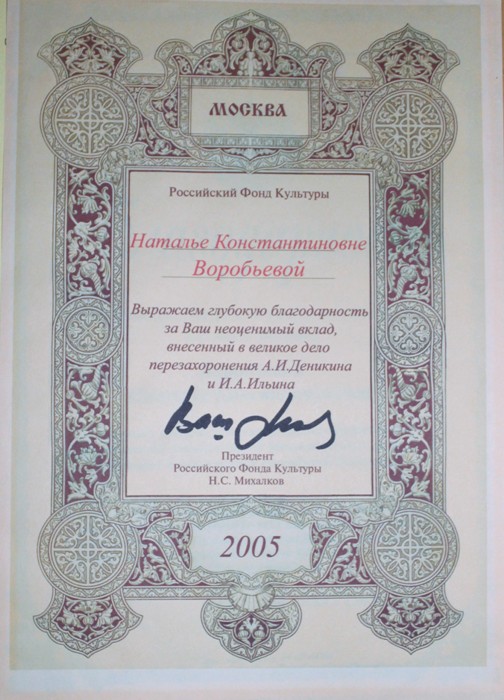 МОСКВА
Российский Фонд Культуры
Наталье Константиновне
Воробьевой
Выражаем глубокую благодарность
за Ваш неоценимый вклад,
внесенный в великое дело
перезахоронения А.И.Деникина
и И.А.Ильина
Президент
Российского Фонда Культуры
Н.С. Михалков
2005